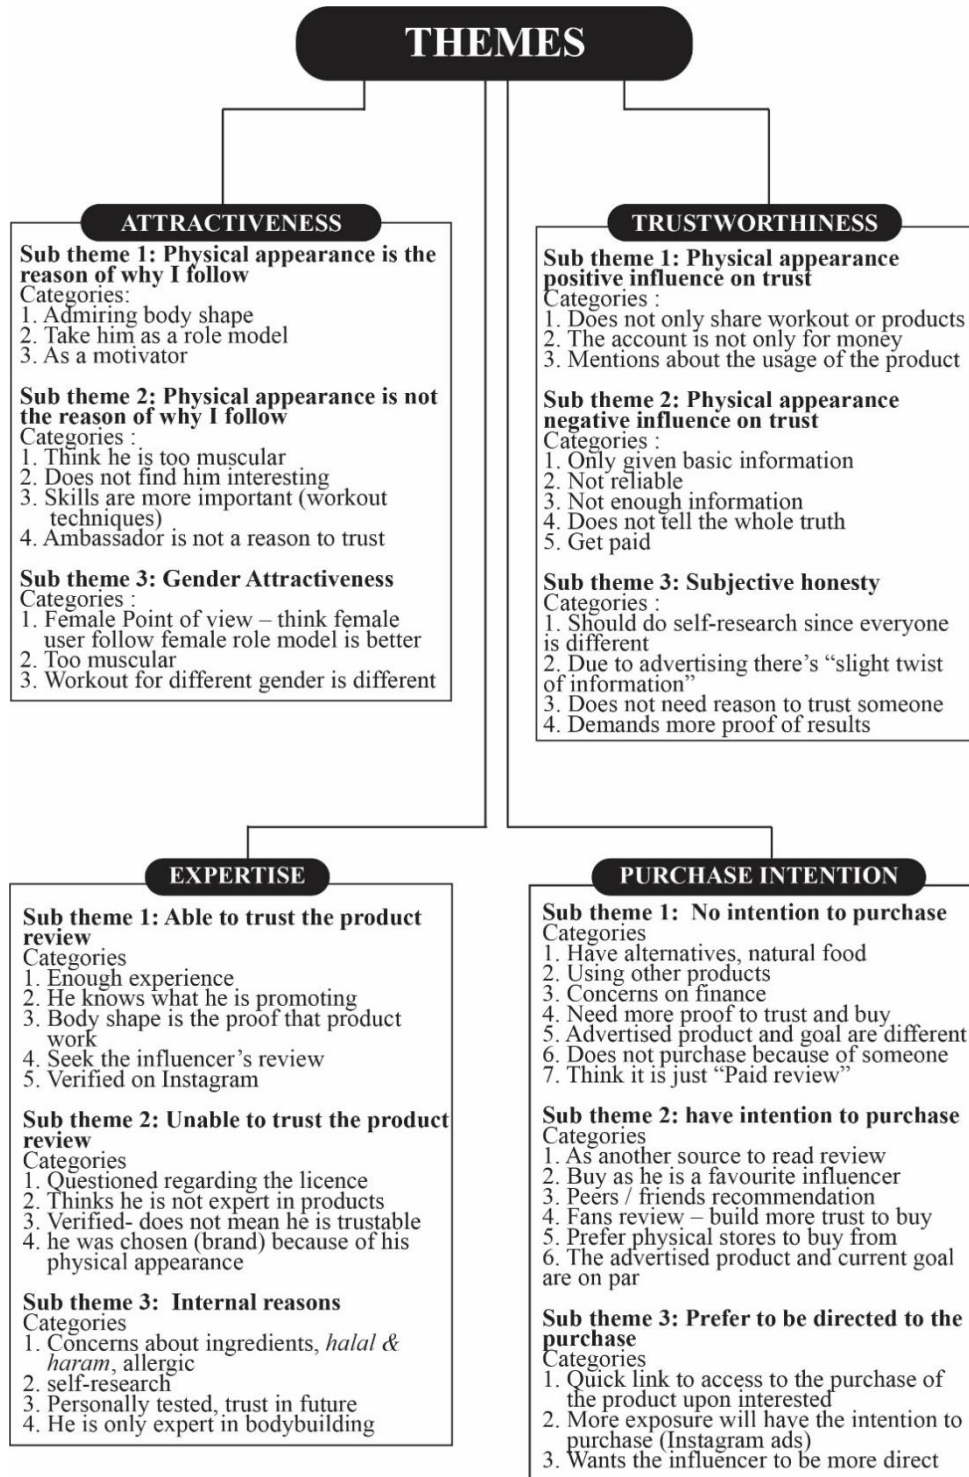 THEMES
ATTRACTIVENESS
Sub theme 1: Physical appearance is the
reason of why I follow
Categories:
1. Admiring body shape
2. Take him as a role model
3. As a motivator
Sub theme 2: Physical appearance is not
the reason of why I follow
Categories :
1. Think he is too muscular
2. Does not find him interesting
3. Skills are more important (workout
techniques)
4. Ambassador is not a reason to trust
Sub theme 3: Gender Attractiveness
Categories :
1. Female Point of view – think female
user follow female role model is better
2. Too muscular
3. Workout for different gender is different
TRUSTWORTHINESS
Sub theme 1: Physical appearance
positive influence on trust
Categories :
1. Does not only share workout or products
2. The account is not only for money
3. Mentions about the usage of the product
Sub theme 2: Physical appearance
negative influence on trust
Categories :
1. Only given basic information
2. Not reliable
3. Not enough information
4. Does not tell the whole truth
5. Get paid
Sub theme 3: Subjective honesty
Categories :
1. Should do self-research since everyone
is different
2. Due to advertising there’s “slight twist
of information”
3. Does not need reason to trust someone
4. Demands more proof of results
EXPERTISE
Sub theme 1: Able to trust the product
review
Categories
1. Enough experience
2. He knows what he is promoting
3. Body shape is the proof that product
work
4. Seek the influencer’s review
5. Verified on Instagram
Sub theme 2: Unable to trust the product
review
Categories
1. Questioned regarding the licence
2. Thinks he is not expert in products
3. Verified- does not mean he is trustable
4. he was chosen (brand) because of his
physical appearance
Sub theme 3: Internal reasons
Categories
1. Concerns about ingredients, halal &
haram, allergic
2. self-research
3. Personally tested, trust in future
4. He is only expert in bodybuilding
PURCHASE INTENTION
Sub theme 1: No intention to purchase
Categories
1. Have alternatives, natural food
2. Using other products
3. Concerns on finance
4. Need more proof to trust and buy
5. Advertised product and goal are different
6. Does not purchase because of someone
7. Think it is just “Paid review”
Sub theme 2: have intention to purchase
Categories
1. As another source to read review
2. Buy as he is a favourite influencer
3. Peers / friends recommendation
4. Fans review – build more trust to buy
5. Prefer physical stores to buy from
6. The advertised product and current goal
are on par
Sub theme 3: Prefer to be directed to the
purchase
Categories
1. Quick link to access to the purchase of
the product upon interested
2. More exposure will have the intention to
purchase (Instagram ads)
3. Wants the influencer to be more direct